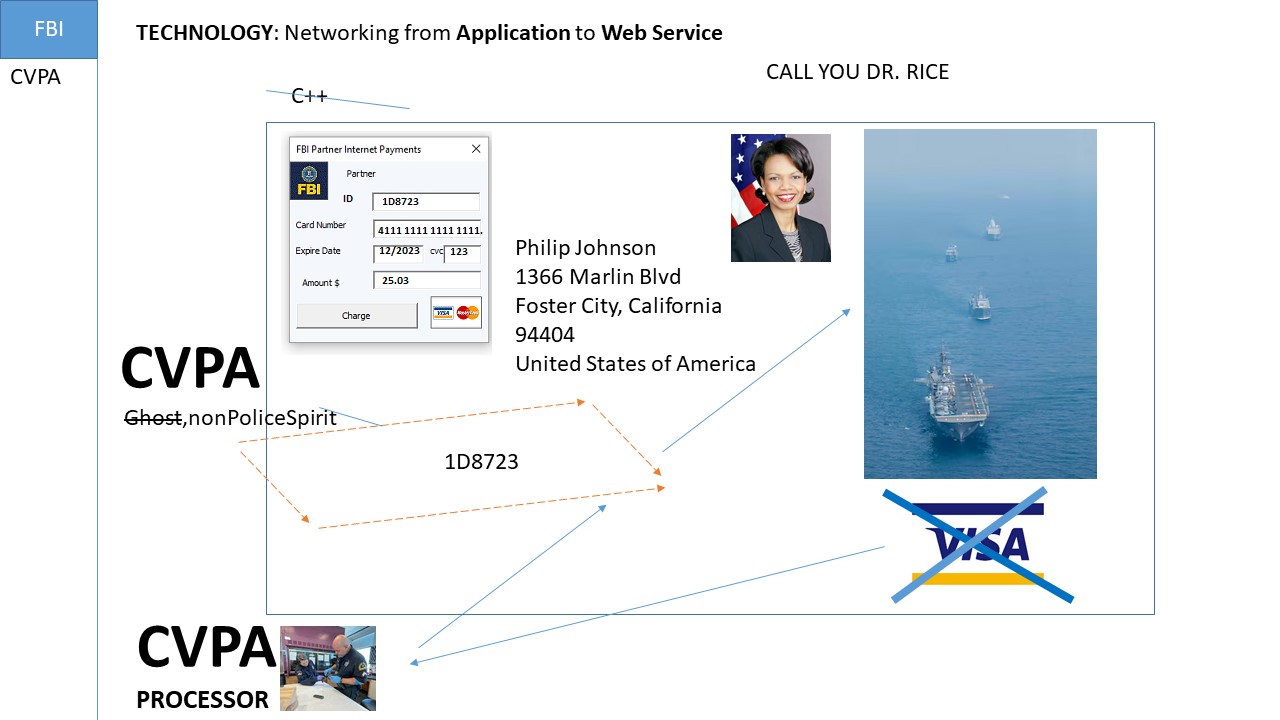 FBI
TECHNOLOGY: Networking from Application to Web Service
CVPA
CALL YOU DR. RICE
C++
FBI Partner Internet Payments
Partner
FBI
ID 1D8723
Card Number 4111 1111 1111 1111.
Expire Date 12/2023 CVC 123
Amount $ 25.03
Charge VISA MasterCard
Philip Johnson
1366 Marlin Blvd
Foster City, California
94404
United States of America
CVPA
Ghost,nonPoliceSpirit
1D8723
VISA
CVPA
PROCESSOR